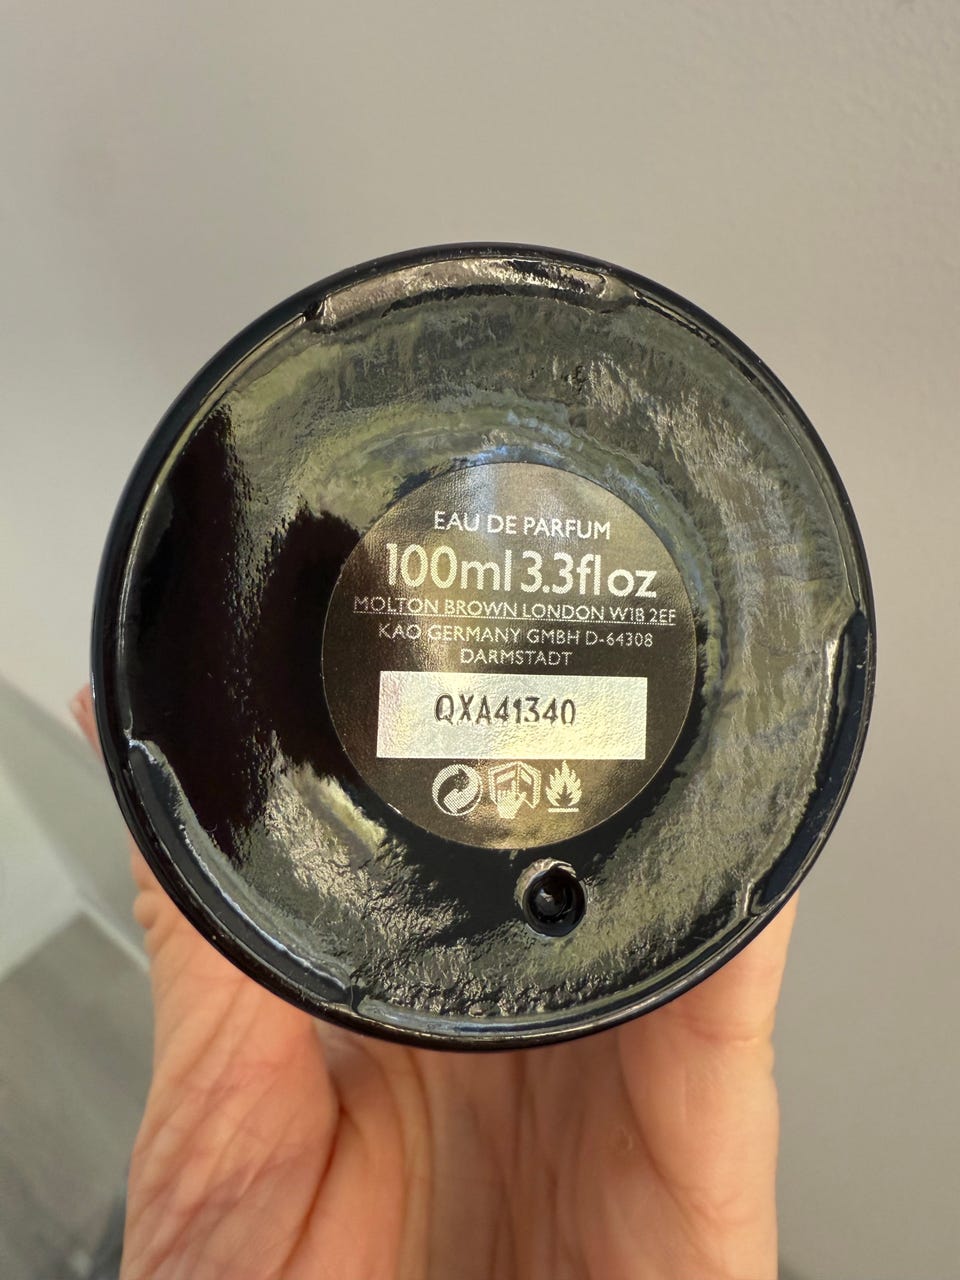 EAU DE PARFUM
100ml 3.3fl oz
MOLTON BROWN LONDON W1B 2EF
KAO GERMANY GMBH D-64308
DARMSTADT
QXA41340